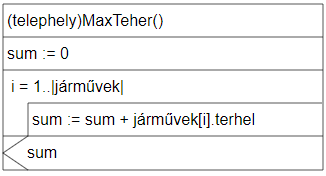 (telephely)MaxTeher()
sum := 0
i = 1..|járművek|
sum := sum + járművek[i].terhel
sum